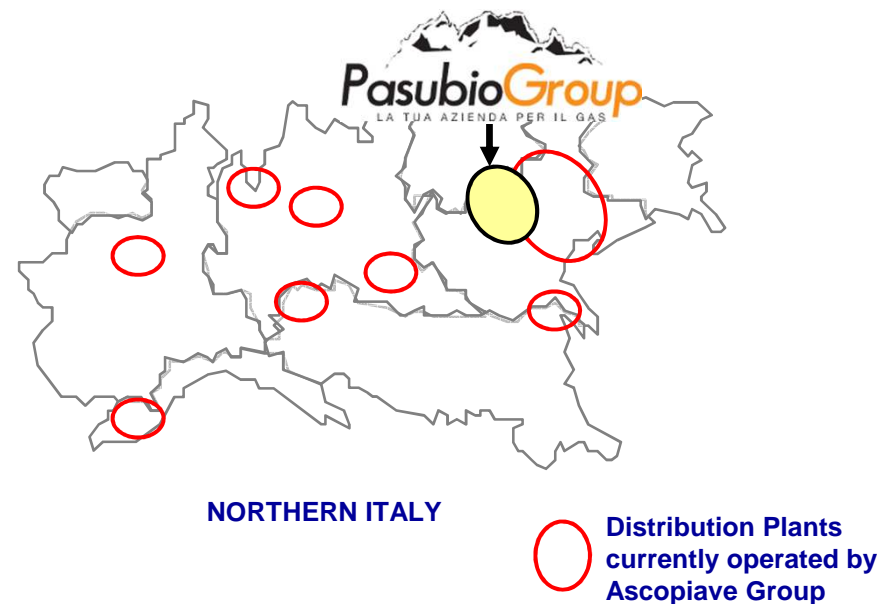 PasubioGroup
LA TUA AZIENDA PER IL GAS
NORTHERN ITALY
Distribution Plants
currently operated by
Ascopiave Group